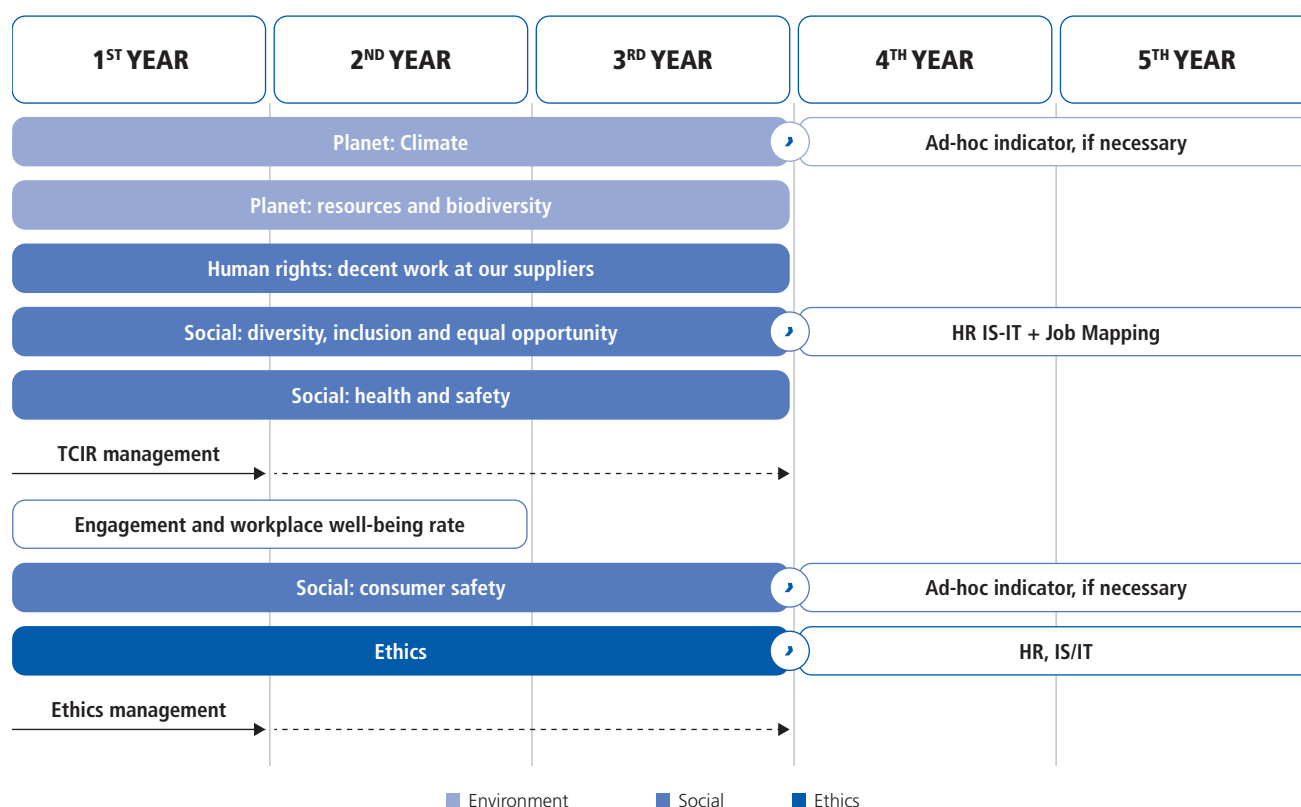 1ST YEAR 2ND YEAR 3RD YEAR 4TH YEAR 5TH YEAR
Planet: Climate Ad-hoc indicator, if necessary
Planet: resources and biodiversity
Human rights: decent work at our suppliers
Social: diversity, inclusion and equal opportunity HR IS-IT + Job Mapping
Social: health and safety
TCIR management
Engagement and workplace well-being rate
Social: consumer safety Ad-hoc indicator, if necessary
Ethics HR, IS/IT
Ethics management
Environment Social Ethics